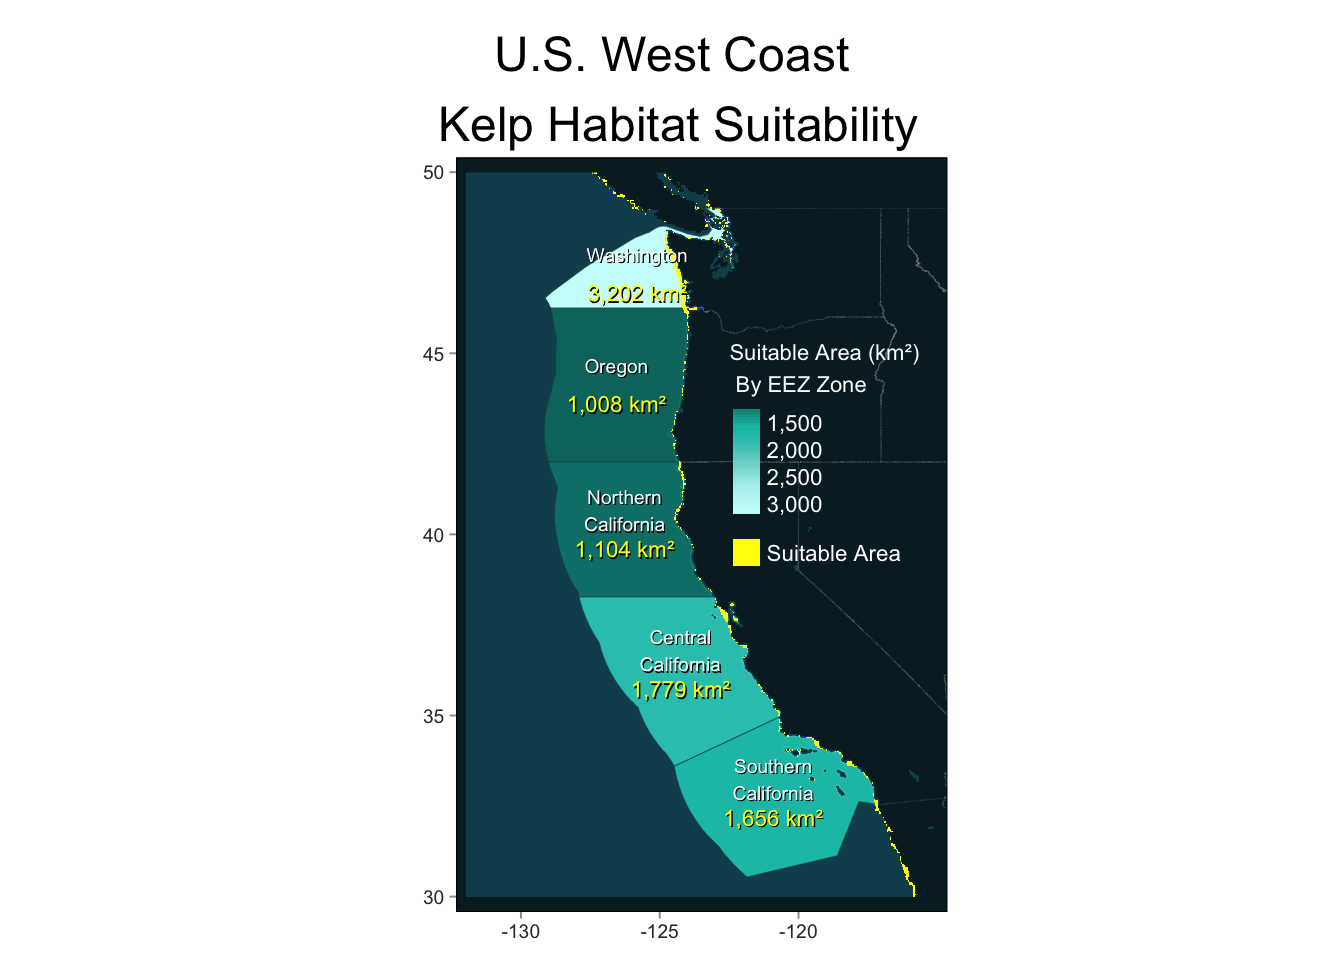 U.S. West Coast
Kelp Habitat Suitability
50
45
40
35
30
Washington
3,202 km²
Oregon
1,008 km²
Northern
California
1,104 km²
Central
California
1,779 km²
Southern
California
1,656 km²
Suitable Area (km²)
By EEZ Zone
1,500
2,000
2,500
3,000
Suitable Area
-130
-125
-120